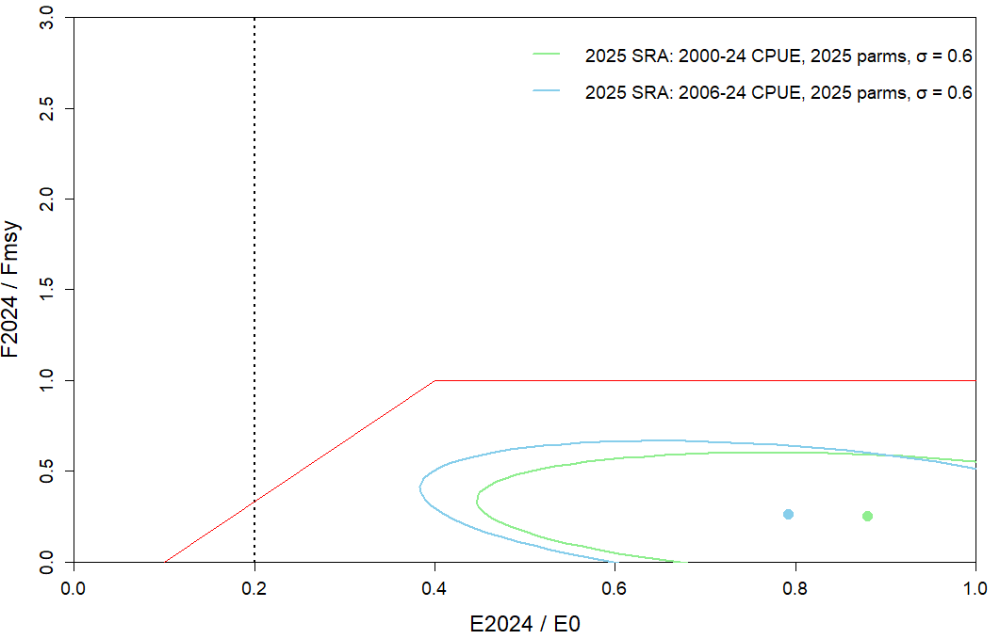 3.0
2025 SRA: 2000-24 CPUE, 2025 parms, σ = 0.6
2025 SRA: 2006-24 CPUE, 2025 parms, σ = 0.6
2.5
2.0
F2024 / Fmsy
1.5
1.0
0.5
0.0
0.0 0.2 0.4 0.6 0.8 1.0
E2024 / E0